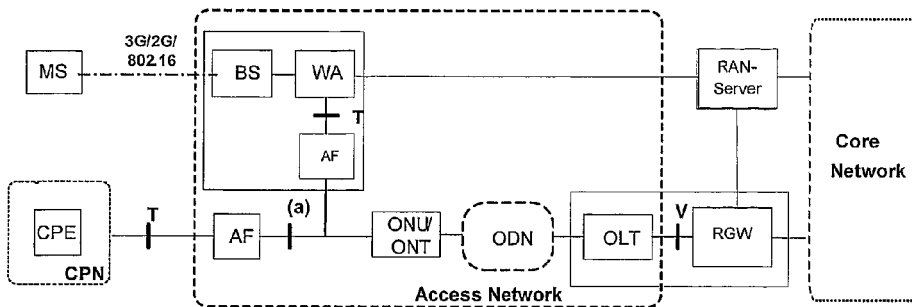 3G/2G/
802.16
MS
BS
WA
RAN-
Server
T
AF
Core
Network
CPE
CPN
T
AF
(a)
ONU/
ONT
ODN
OLT
V
RGW
Access Network